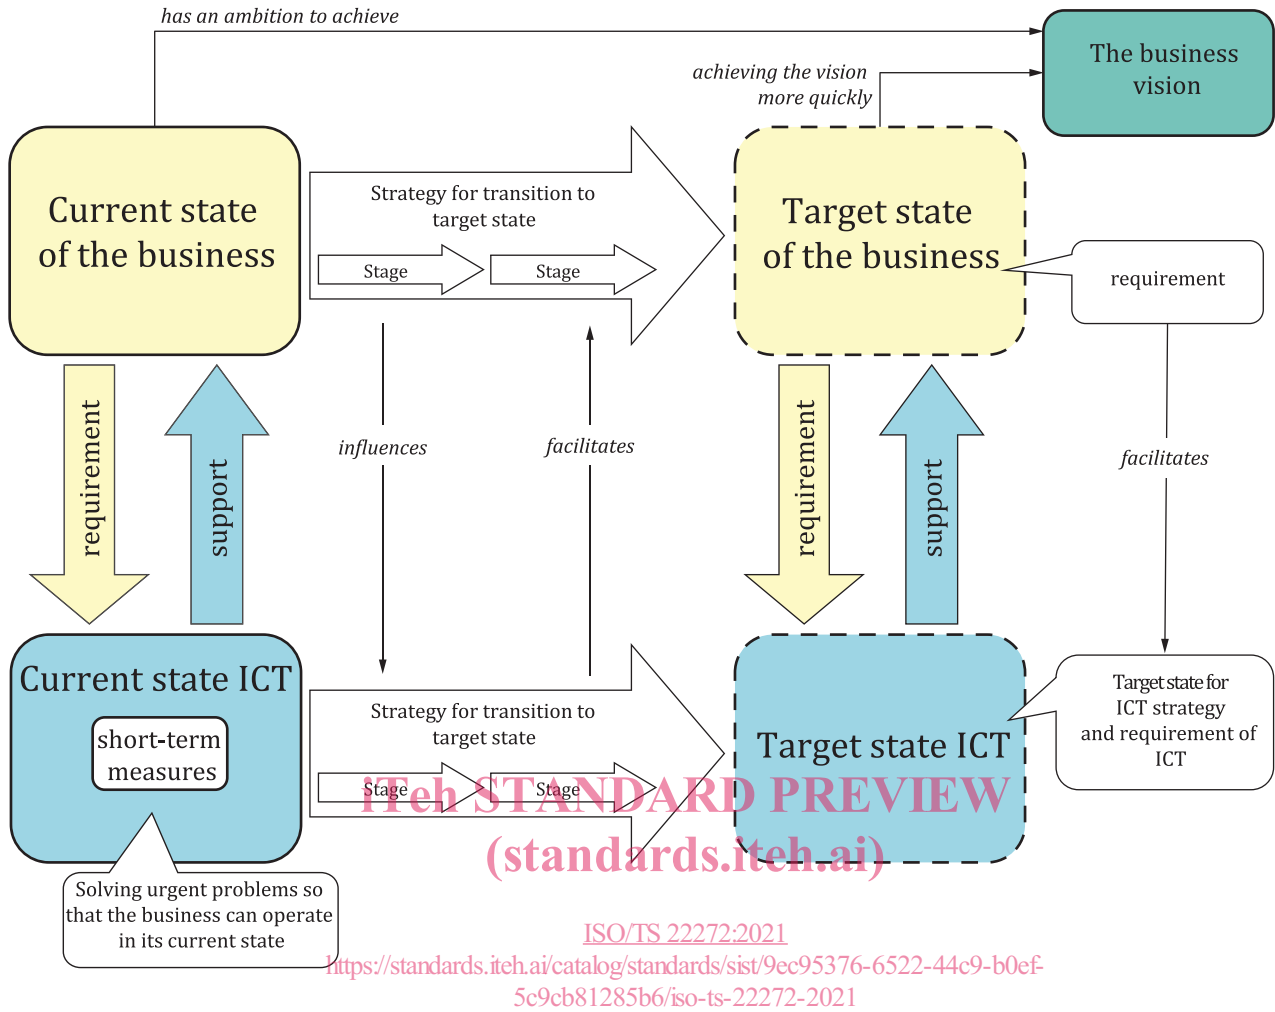 has an ambition to achieve
The business
vision
achieving the vision
more quickly
Current state
of the business
Strategy for transition to
target state
Stage
Stage
Target state
of the business
requirement
requirement
support
influences
facilitates
requirement
support
facilitates
Current state ICT
short-term
measures
Solving urgent problems so
that the business can operate
in its current state
Strategy for transition to
target state
Stage
Stage
Target state ICT
Target state for
ICT strategy
and requirement of
ICT
iTeh STANDARD PREVIEW
(standards.iteh.ai)
ISO/TS 22272:2021
https://standards.iteh.ai/catalog/standards/sist/9ec95376-6522-44c9-b0ef-
5c9cb81285b6/iso-ts-22272-2021